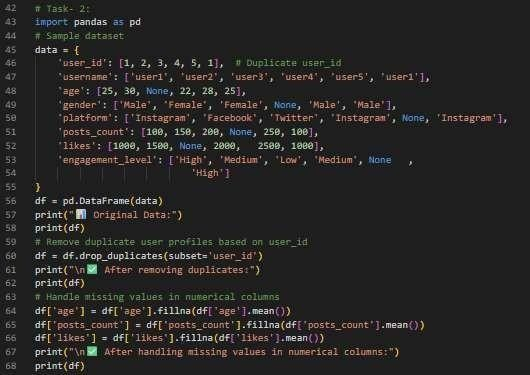 42 # Task- 2:
43 import pandas as pd
44 # Sample dataset
45 data = {
46 'user_id': [1, 2, 3, 4, 5, 1],  # Duplicate user_id
47 'username': ['user1', 'user2', 'user3', 'user4', 'user5', 'user1'],
48 'age': [25, 30, None, 22, 28, 25],
49 'gender': ['Male', 'Female', 'Female', None, 'Male', 'Male'],
50 'platform': ['Instagram', 'Facebook', 'Twitter', 'Instagram', None, 'Instagram'],
51 'posts_count': [100, 150, 200, None, 250, 100],
52 'likes': [1000, 1500, None, 2000,   2500, 1000],
53 'engagement_level': ['High', 'Medium', 'Low', 'Medium', None   ,
54 'High']
55 }
56 df = pd.DataFrame(data)
57 print("📊 Original Data:")
58 print(df)
59 # Remove duplicate user profiles based on user_id
60 df = df.drop_duplicates(subset='user_id')
61 print("\n✅ After removing duplicates:")
62 print(df)
63 # Handle missing values in numerical columns
64 df['age'] = df['age'].fillna(df['age'].mean())
65 df['posts_count'] = df['posts_count'].fillna(df['posts_count'].mean())
66 df['likes'] = df['likes'].fillna(df['likes'].mean())
67 print("\n✅ After handling missing values in numerical columns:")
68 print(df)